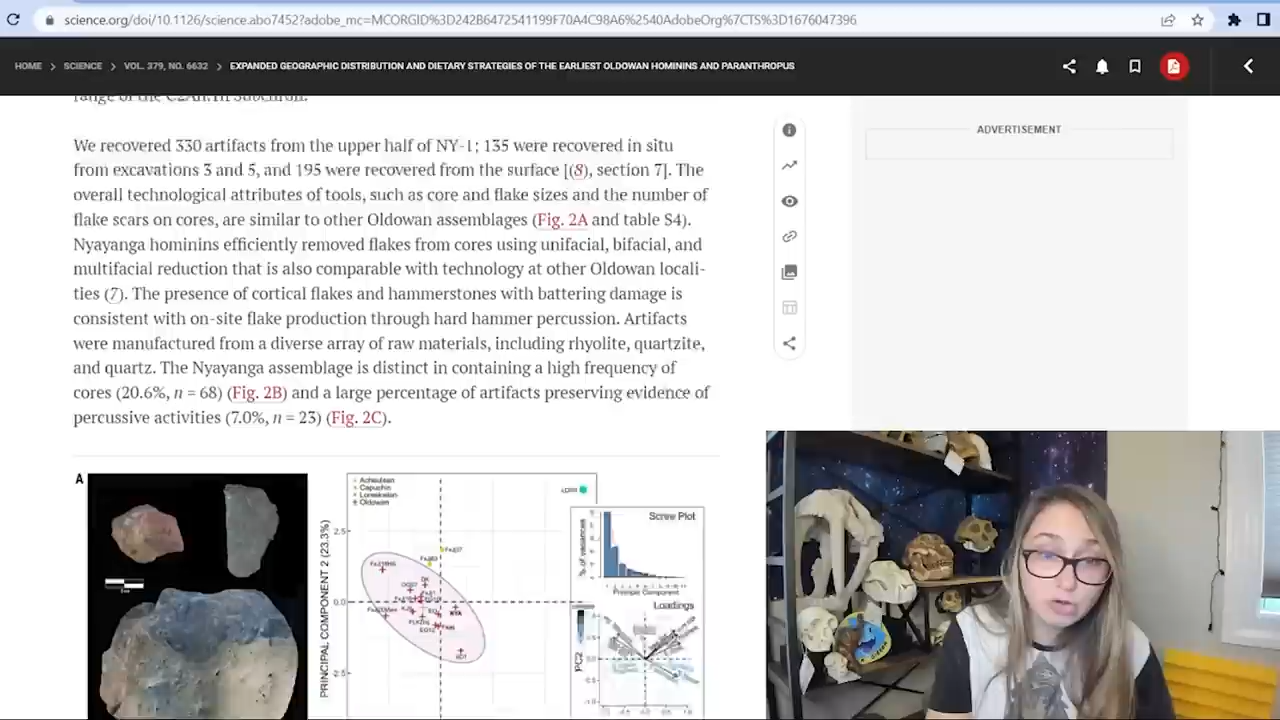 science.org/doi/10.1126/science.abo7452?adobe_mc=MCORGID%3D242B6472541199F70A4C98A6%2540AdobeOrg%7CTS%3D1676047396
HOME > SCIENCE > VOL. 379, NO. 6632 > EXPANDED GEOGRAPHIC DISTRIBUTION AND DIETARY STRATEGIES OF THE EARLIEST OLDOWAN HOMININS AND PARANTHROPUS
ADVERTISEMENT
We recovered 330 artifacts from the upper half of NY-1; 135 were recovered in situ
from excavations 3 and 5, and 195 were recovered from the surface [(8), section 7]. The
overall technological attributes of tools, such as core and flake sizes and the number of
flake scars on cores, are similar to other Oldowan assemblages (Fig. 2A and table S4).
Nyayanga hominins efficiently removed flakes from cores using unifacial, bifacial, and
multifacial reduction that is also comparable with technology at other Oldowan locali-
ties (7). The presence of cortical flakes and hammerstones with battering damage is
consistent with on-site flake production through hard hammer percussion. Artifacts
were manufactured from a diverse array of raw materials, including rhyolite, quartzite,
and quartz. The Nyayanga assemblage is distinct in containing a high frequency of
cores (20.6%, n = 68) (Fig. 2B) and a large percentage of artifacts preserving evidence of
percussive activities (7.0%, n = 23) (Fig. 2C).
A
Acheulean
Capuchin
Lomekwian
Oldowan
PRINCIPAL COMPONENT 2 (23.3%)
2.5
0.0
Scree Plot
% of variances
Principle Component
Loadings
PC2